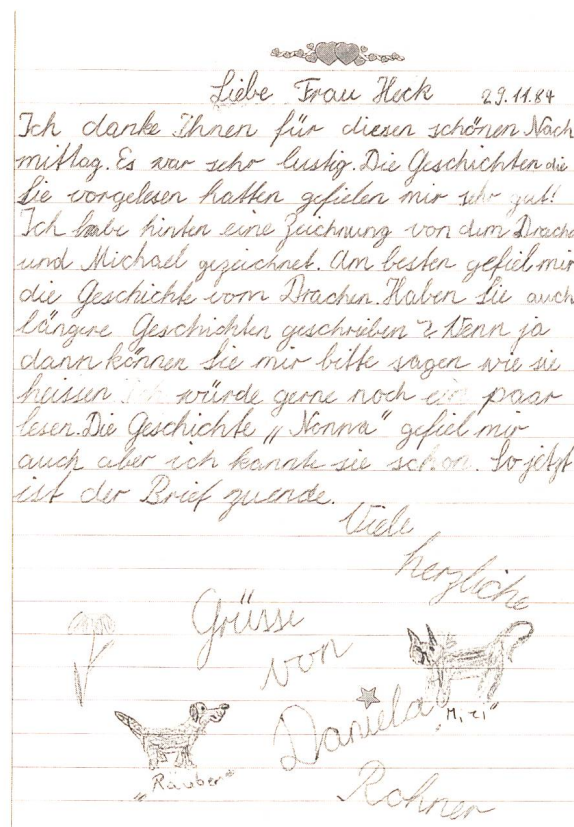 Liebe Frau Heck 29.11.84
Ich danke Ihnen für diesen schönen Nach
mittag. Es war sehr lustig. Die Geschichten die
Sie vorgelesen hatten gefielen mir sehr gut!
Ich habe hinten eine Zeichnung von dem Drache
und Michael gezeichnet. Am besten gefiel mir
die Geschichte vom Drachen. Haben Sie auch
längere Geschichten geschrieben? Wenn ja
dann können Sie mir bitte sagen wie sie
heissen Ich würde gerne noch ein paar
lesen. Die Geschichte „Nonna" gefiel mir
auch aber ich kannte sie schon. So jetzt
ist der Brief zuende.
Viele
herzliche
Grüsse
von
Daniela
Rohner
„Räuber"